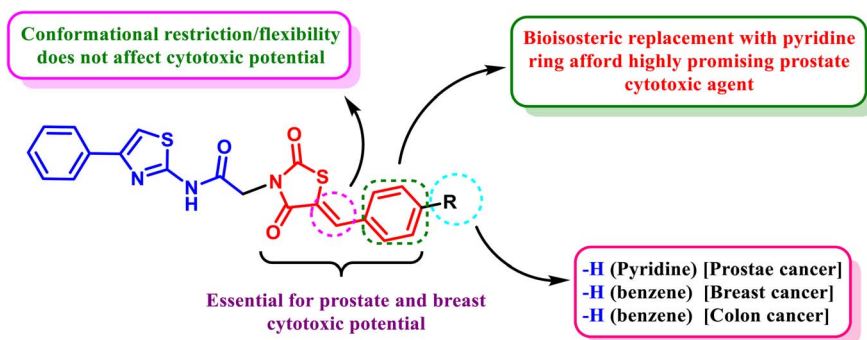 Conformational restriction/flexibility
does not affect cytotoxic potential
Bioisosteric replacement with pyridine
ring afford highly promising prostate
cytotoxic agent
S
N
N
H
O
N
O
S
O
R
Essential for prostate and breast
cytotoxic potential
-H (Pyridine) [Prostae cancer]
-H (benzene) [Breast cancer]
-H (benzene) [Colon cancer]